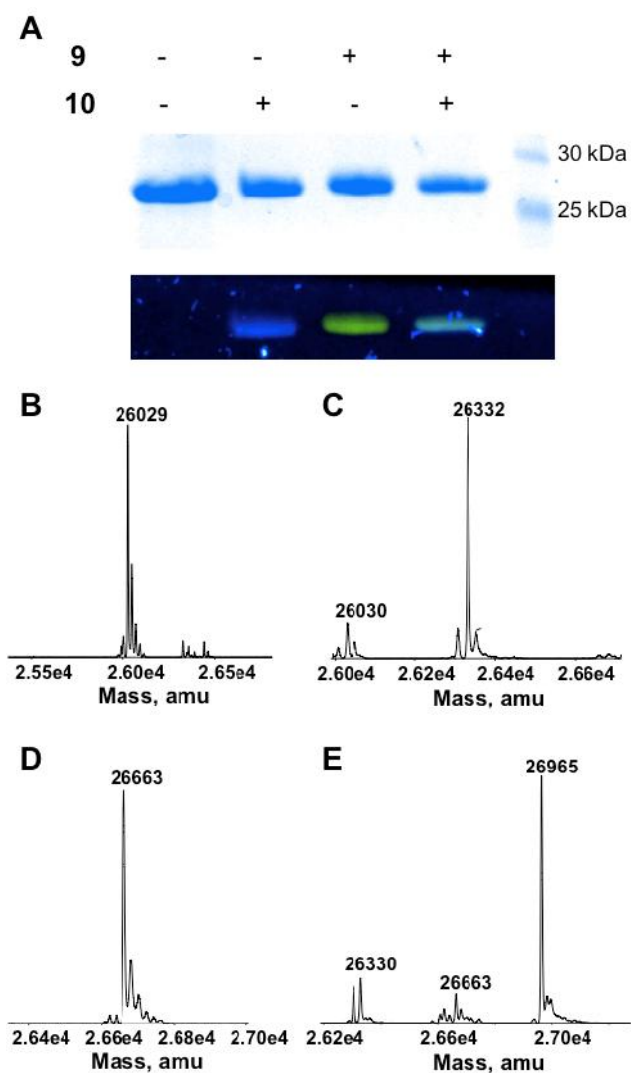 A
9 - - + +
10 - + - +
30 kDa
25 kDa
B
26029
2.55e4 2.60e4 2.65e4
Mass, amu
C
26332
26030
2.60e4 2.62e4 2.64e4 2.66e4
Mass, amu
D
26663
2.64e4 2.66e4 2.68e4 2.70e4
Mass, amu
E
26965
26330
26663
2.62e4 2.66e4 2.70e4
Mass, amu